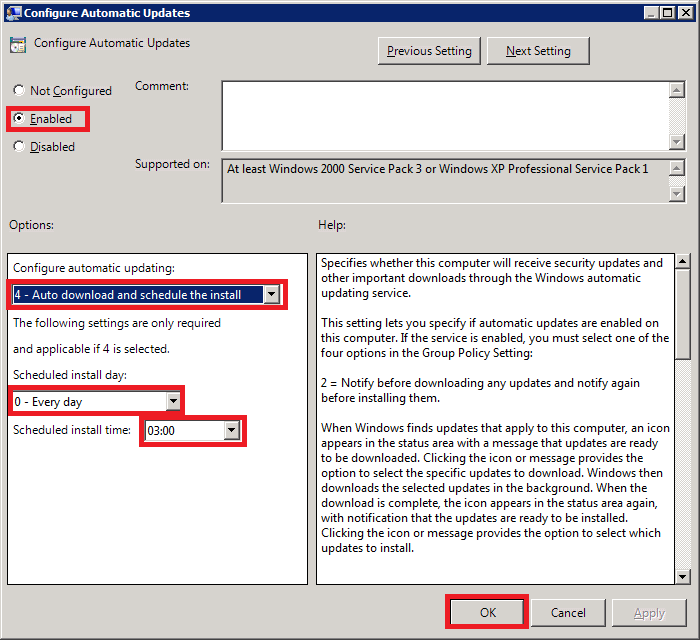 Configure Automatic Updates
Configure Automatic Updates
Previous Setting
Next Setting
Not Configured
Comment:
Enabled
Disabled
Supported on:
At least Windows 2000 Service Pack 3 or Windows XP Professional Service Pack 1
Options:
Help:
Configure automatic updating:
4 - Auto download and schedule the install
The following settings are only required
and applicable if 4 is selected.
Scheduled install day:
0 - Every day
Scheduled install time:
03:00
Specifies whether this computer will receive security updates and
other important downloads through the Windows automatic
updating service.
This setting lets you specify if automatic updates are enabled on
this computer. If the service is enabled, you must select one of the
four options in the Group Policy Setting:
2 = Notify before downloading any updates and notify again
before installing them.
When Windows finds updates that apply to this computer, an icon
appears in the status area with a message that updates are ready
to be downloaded. Clicking the icon or message provides the
option to select the specific updates to download. Windows then
downloads the selected updates in the background. When the
download is complete, the icon appears in the status area again,
with notification that the updates are ready to be installed.
Clicking the icon or message provides the option to select which
updates to install.
OK
Cancel
Apply